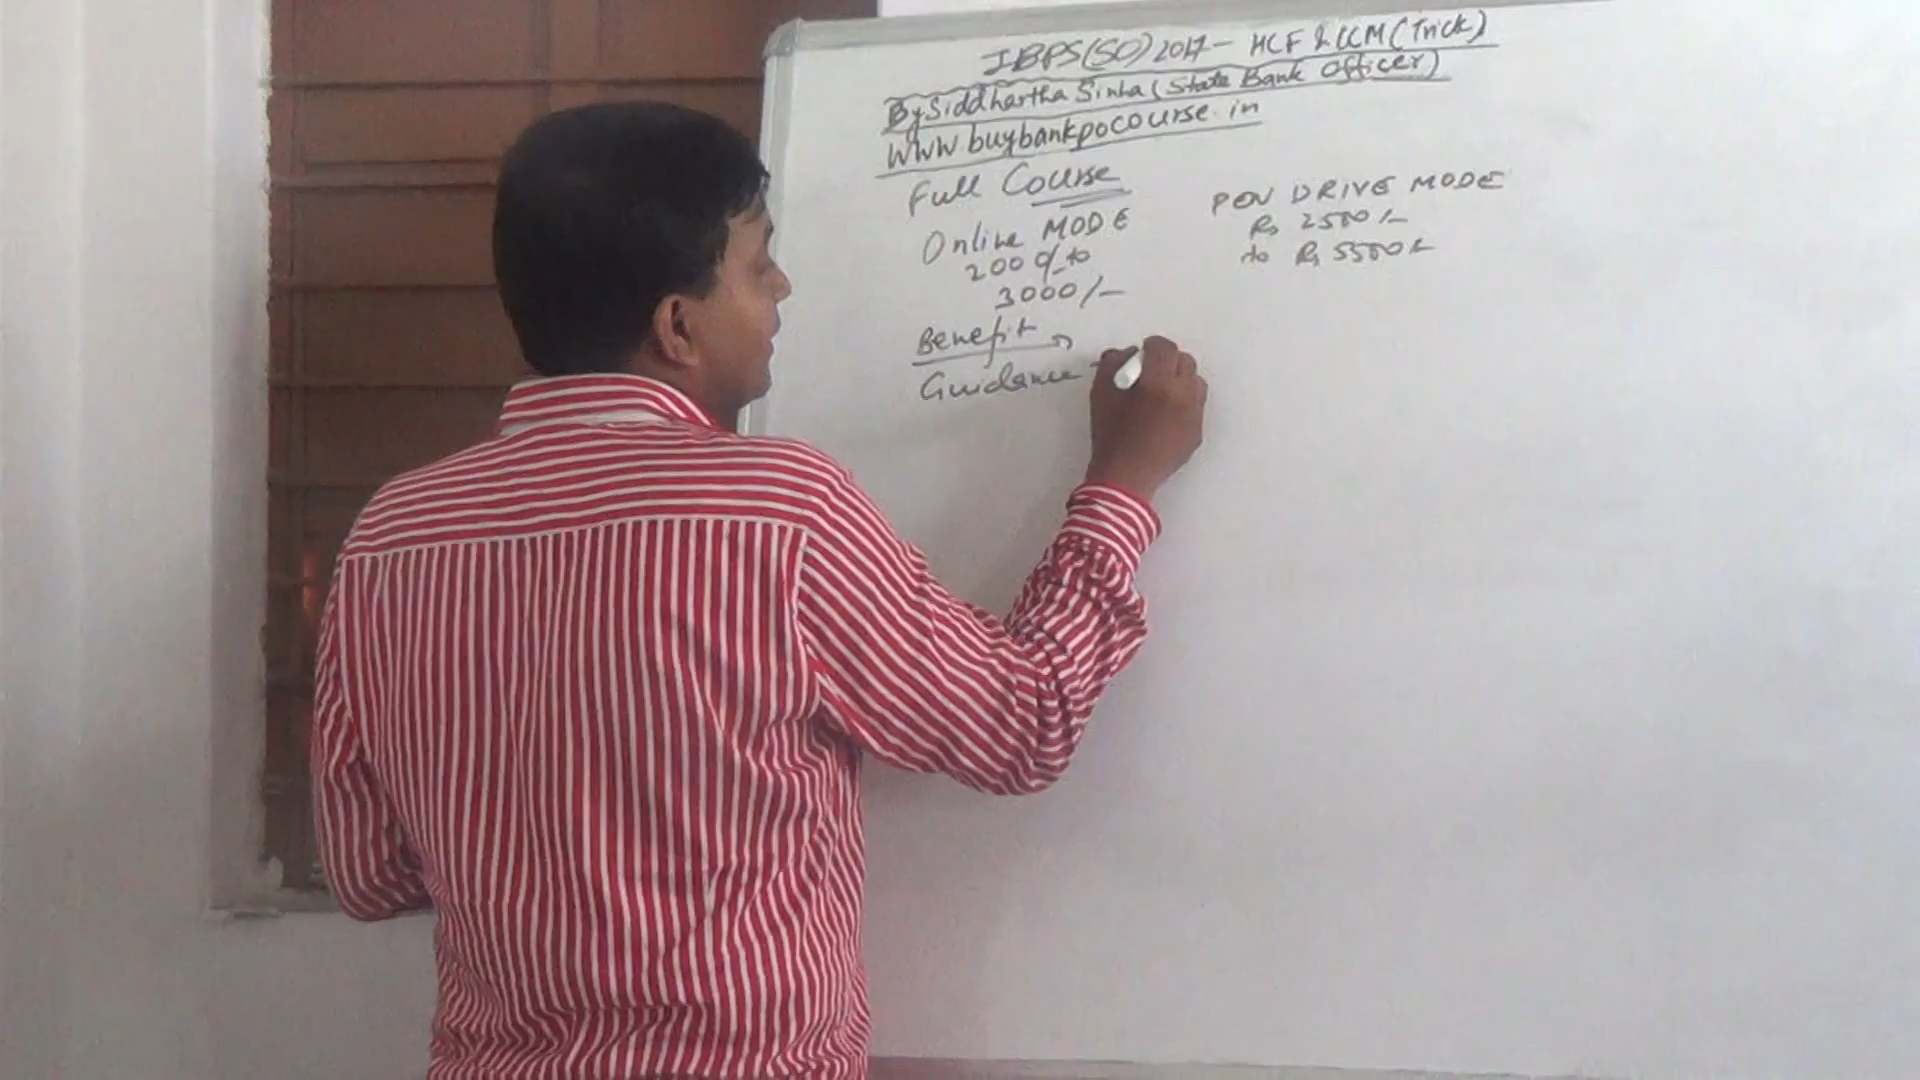 IBPS(SO) 2017 - HCF & LCM (Trick)
By Siddhartha Sinha (State Bank Officer)
www.buybankpocourse.in
Full Course
Online MODE
2000/- to
3000/-
PEN DRIVE MODE
Rs 2500/-
to Rs 5500/-
Benefit
Guidance